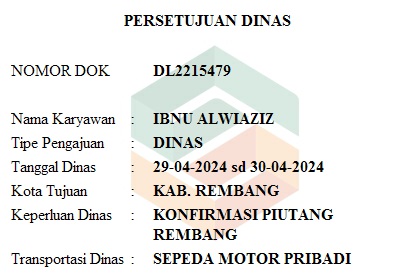 PERSETUJUAN DINAS
NOMOR DOK DL2215479
Nama Karyawan : IBNU ALWIAZIZ
Tipe Pengajuan : DINAS
Tanggal Dinas : 29-04-2024 sd 30-04-2024
Kota Tujuan : KAB. REMBANG
Keperluan Dinas : KONFIRMASI PIUTANG
REMBANG
Transportasi Dinas : SEPEDA MOTOR PRIBADI